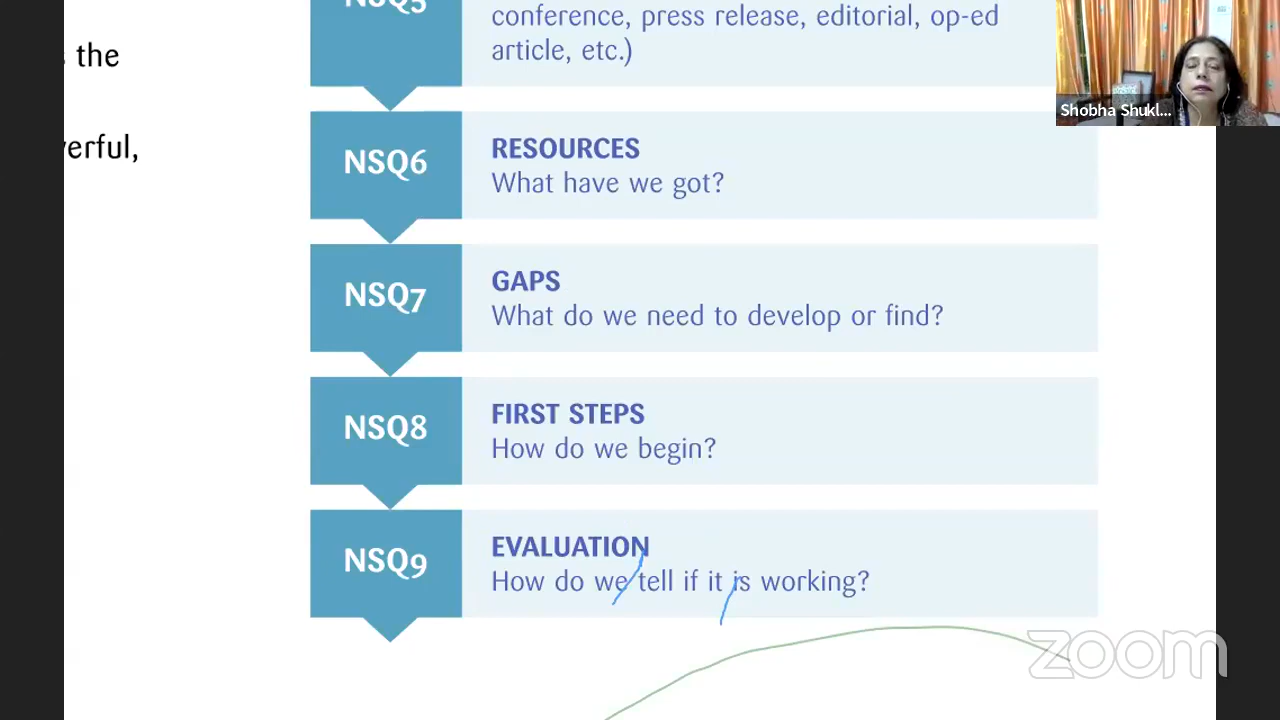 NSQ5
conference, press release, editorial, op-ed
article, etc.)
the
Shobha Shukl...
NSQ6
RESOURCES
What have we got?
NSQ7
GAPS
What do we need to develop or find?
NSQ8
FIRST STEPS
How do we begin?
NSQ9
EVALUATION
How do we tell if it is working?
zoom